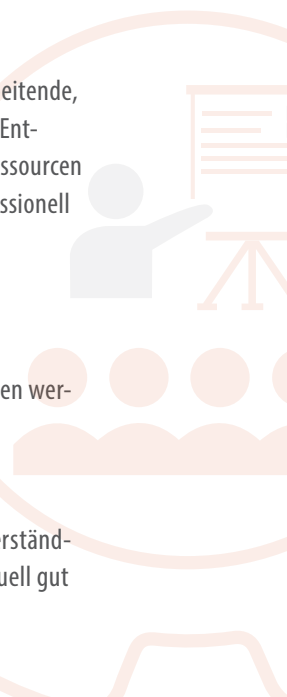 eitende,
Ent-
ssourcen
ssionell
en wer-
erständ-
uell gut